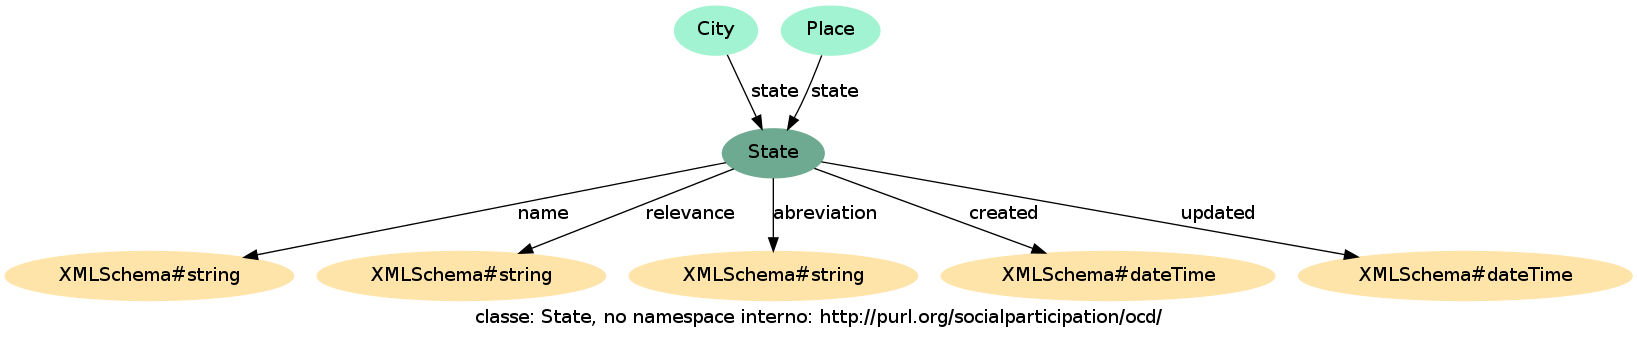 City
Place
state
state
State
name
relevance
abreviation
created
updated
XMLSchema#string
XMLSchema#string
XMLSchema#string
XMLSchema#dateTime
XMLSchema#dateTime
classe: State, no namespace interno: http://purl.org/socialparticipation/ocd/